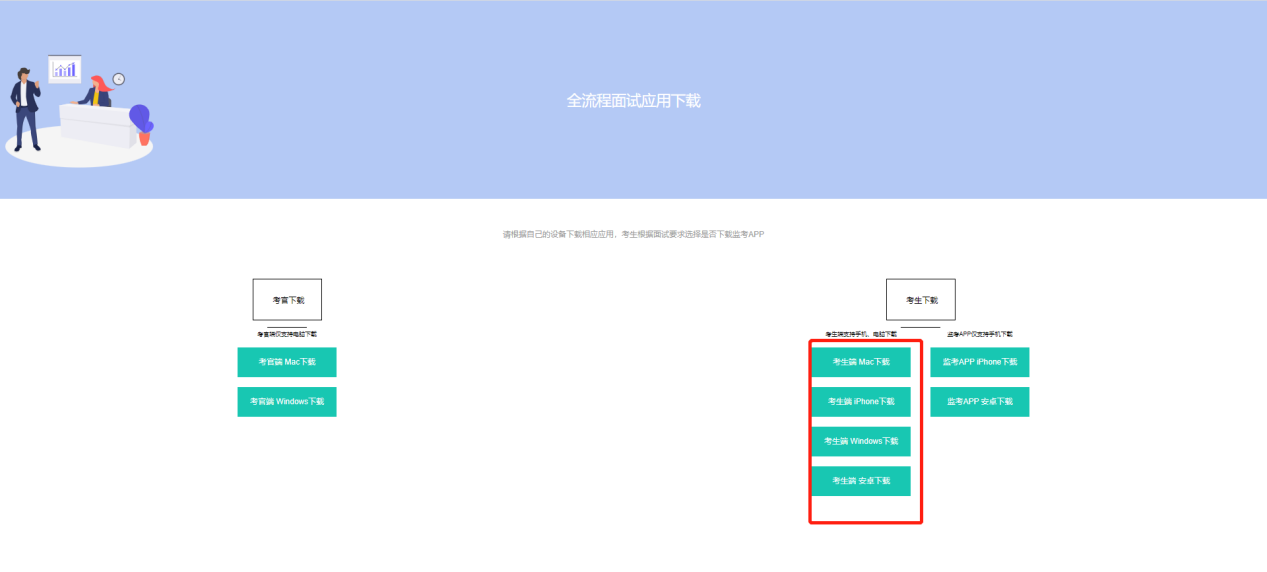 全流程面试应用下载
请根据自己的设备下载相应应用，考生根据面试要求选择是否下载监考APP
考官下载
考官端仅支持电脑下载
考官端 Mac下载
考官端 Windows下载
考生下载
考生端支持手机、电脑下载
监考APP仅支持手机下载
考生端 Mac下载
监考APP iPhone下载
考生端 iPhone下载
监考APP 安卓下载
考生端 Windows下载
考生端 安卓下载